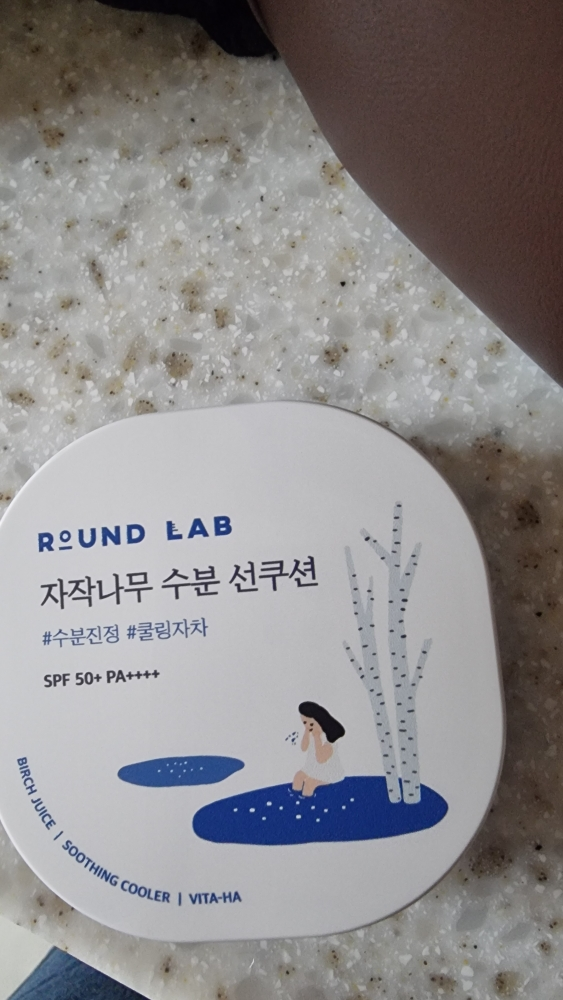 ROUND LAB
자작나무 수분 선쿠션
#수분진정 #쿨링자차
SPF 50+ PA++++
BIRCH JUICE | SOOTHING COOLER | VITA-HA